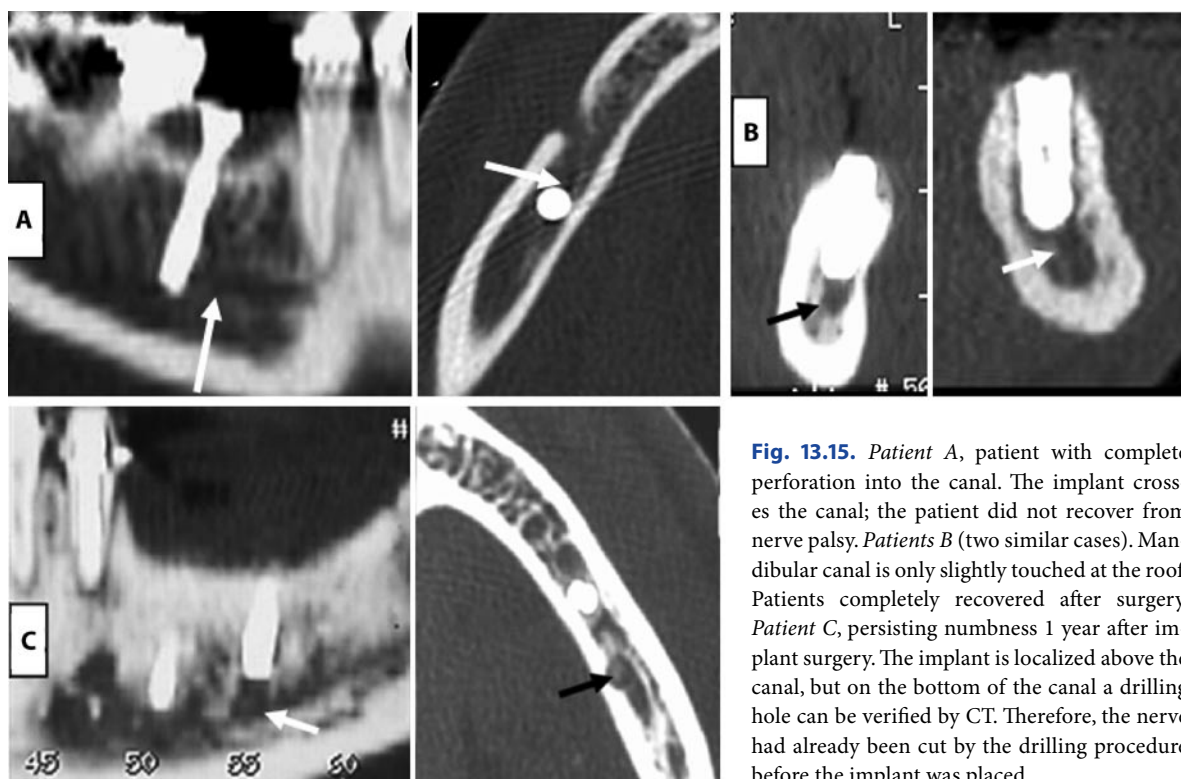 A
L
B
# 50
#
C
45 50 55 60
Fig. 13.15. Patient A, patient with complete
perforation into the canal. The implant cross
es the canal; the patient did not recover from
nerve palsy. Patients B (two similar cases). Man
dibular canal is only slightly touched at the roof
Patients completely recovered after surgery
Patient C, persisting numbness 1 year after im
plant surgery. The implant is localized above the
canal, but on the bottom of the canal a drilling
hole can be verified by CT. Therefore, the nerve
had already been cut by the drilling procedure
before the implant was placed